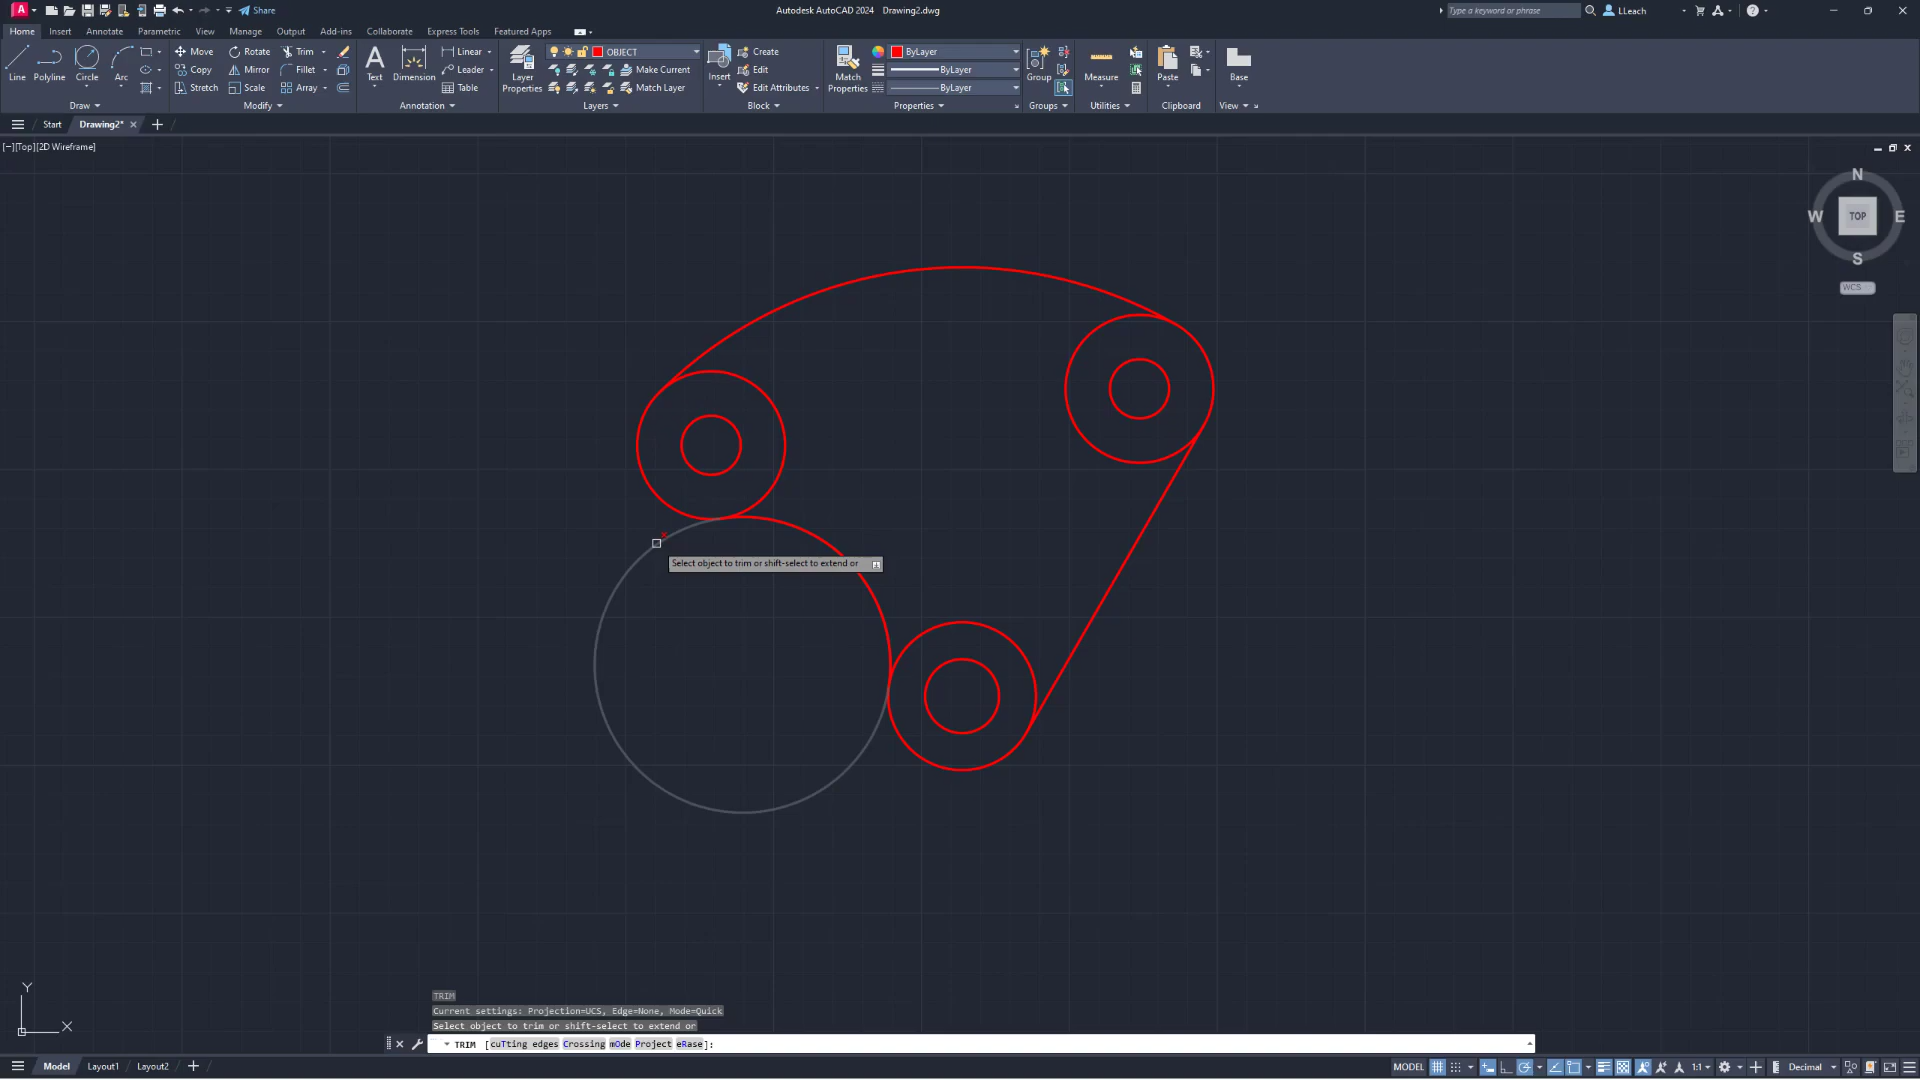 A Share Autodesk AutoCAD 2024 Drawing2.dwg Type a keyword or phrase LLeach
Home Insert Annotate Parametric View Manage Output Add-ins Collaborate Express Tools Featured Apps
Line Polyline Circle Arc
Draw
Move Rotate Trim
Copy Mirror Fillet
Stretch Scale Array
Modify
Text Dimension
Linear
Leader
Table
Annotation
Layer Properties
OBJECT
Make Current
Match Layer
Layers
Insert
Create
Edit
Edit Attributes
Block
Match Properties
ByLayer
ByLayer
ByLayer
Properties
Group
Groups
Measure
Utilities
Paste
Clipboard
Base
View
Start Drawing2*
[−][Top][2D Wireframe]
N
W TOP E
S
WCS
Select object to trim or shift-select to extend or
Y
X
TRIM
Current settings: Projection=UCS, Edge=None, Mode=Quick
Select object to trim or shift-select to extend or
TRIM [cuTting edges Crossing mOde Project eRase]:
Model Layout1 Layout2 MODEL 1:1 Decimal